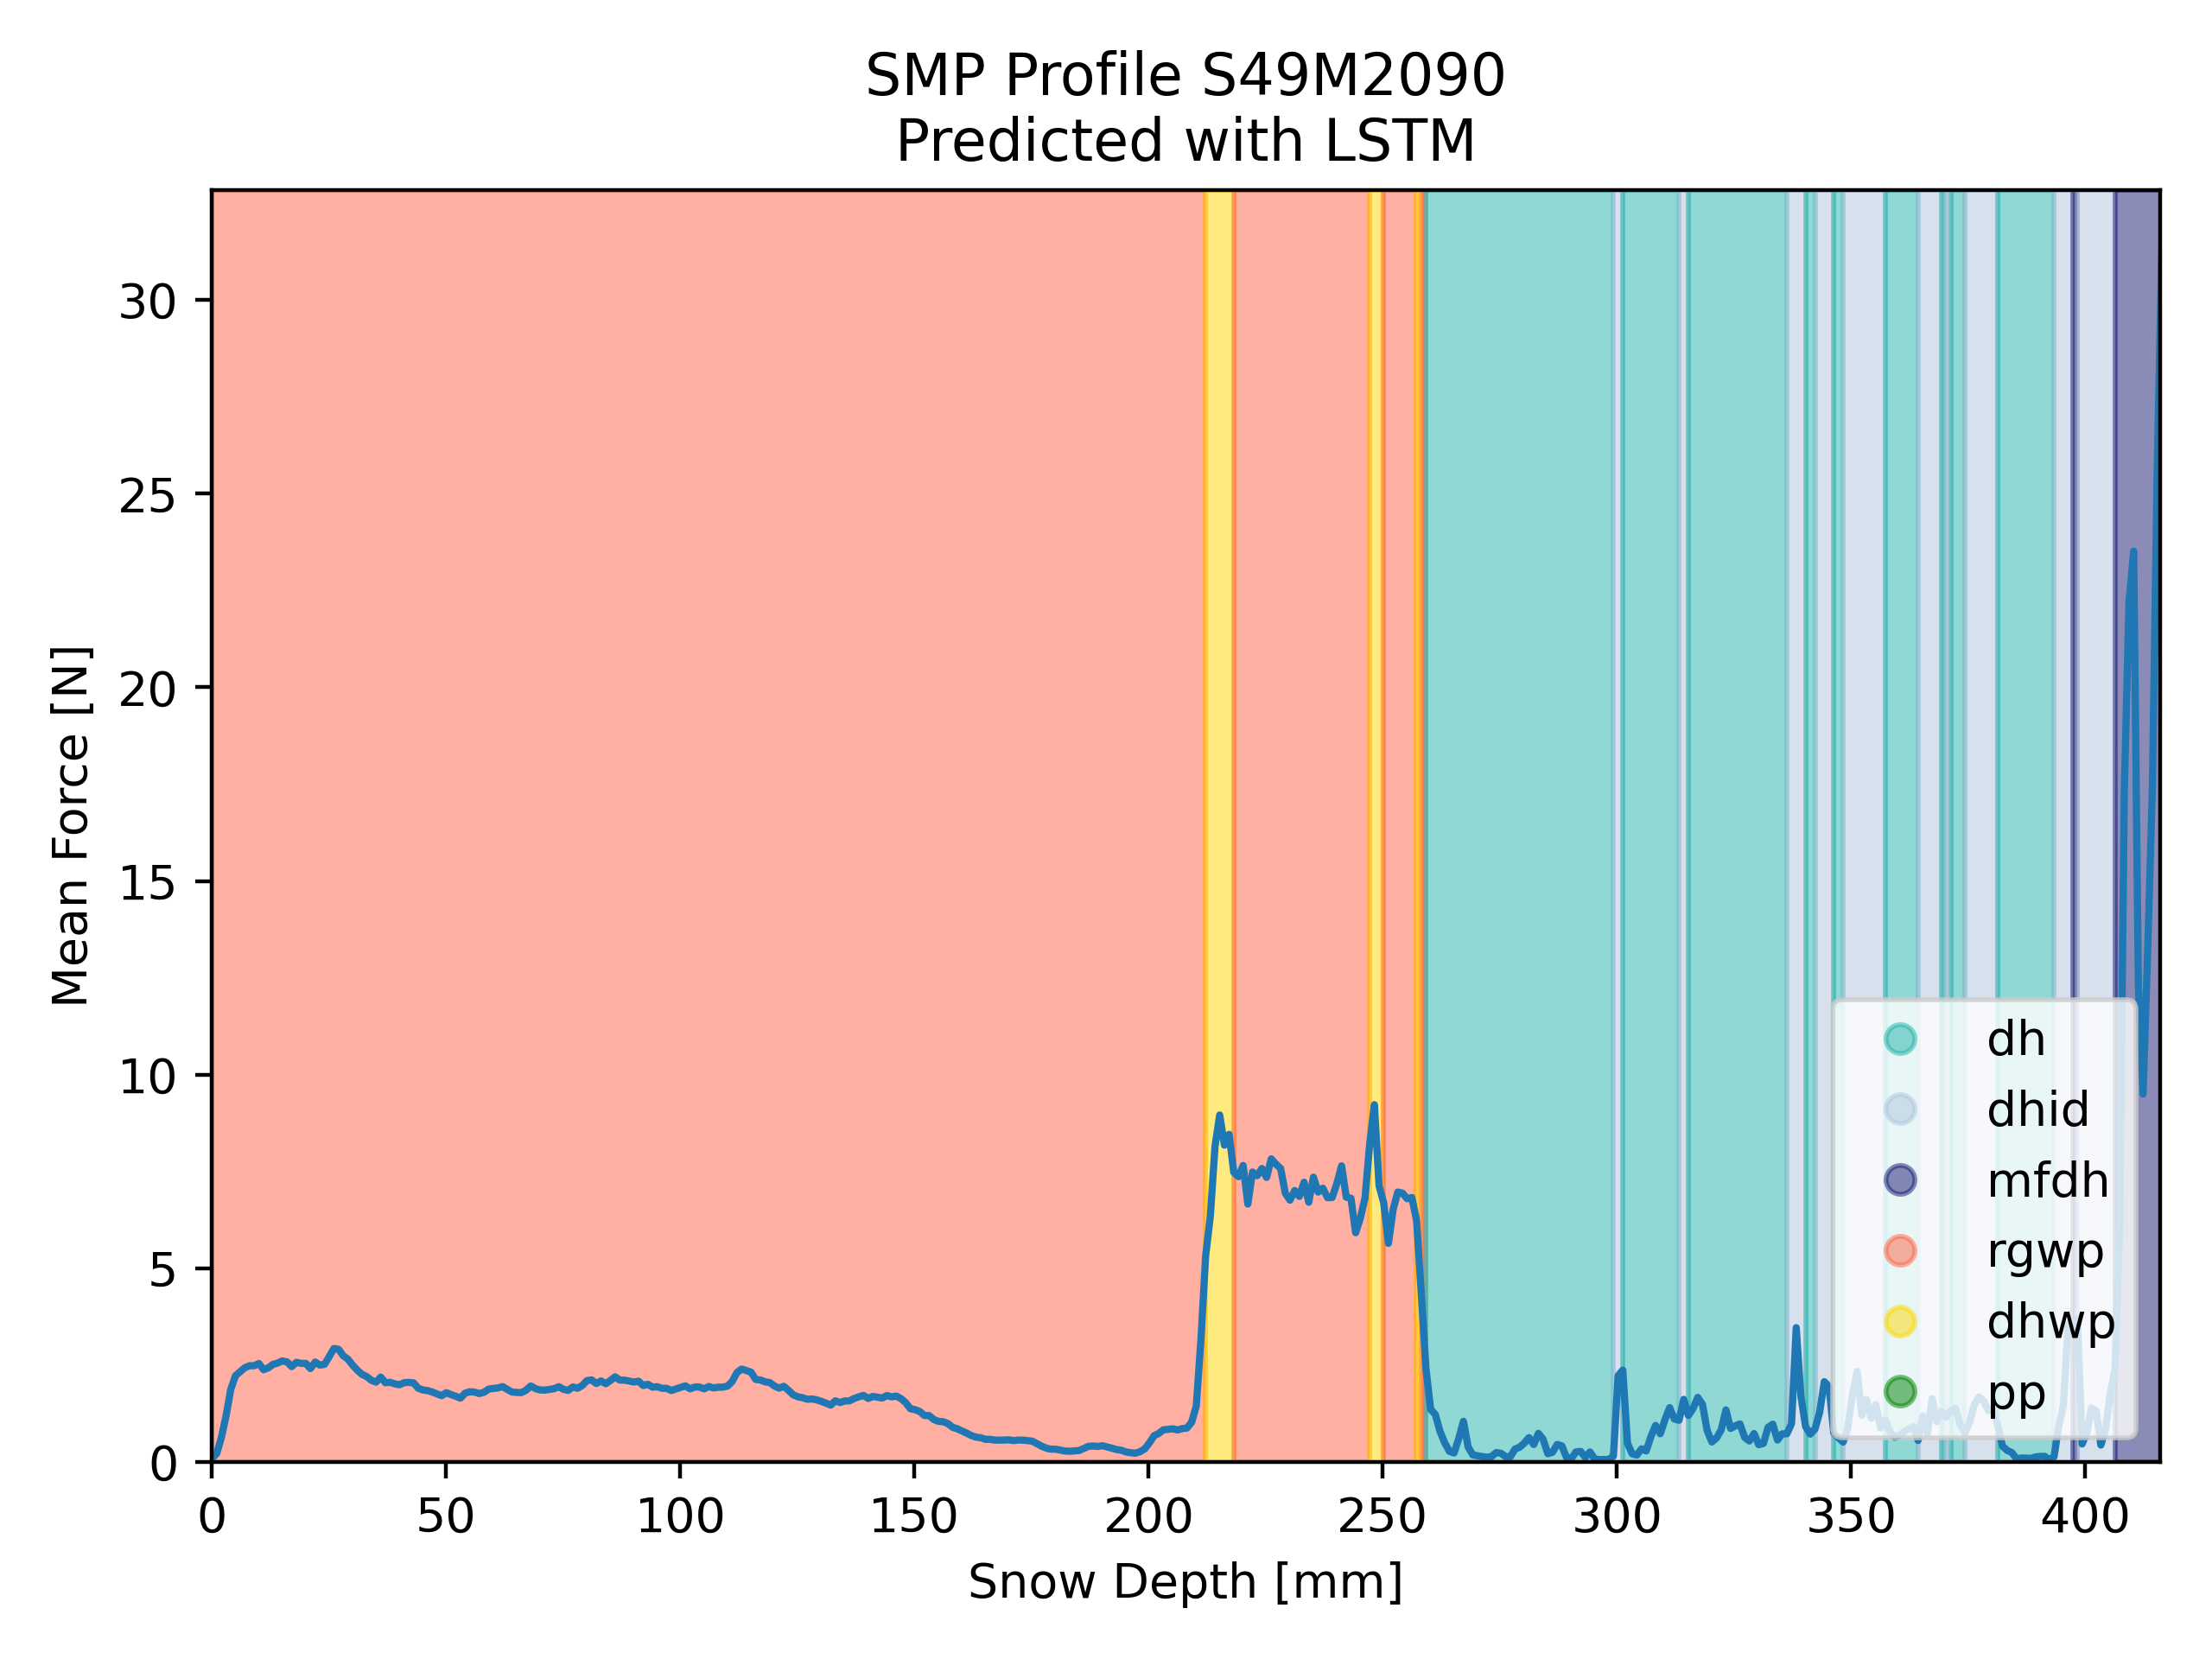 SMP Profile S49M2090
Predicted with LSTM
Mean Force [N]
30
25
20
15
10
5
0
dh
dhid
mfdh
rgwp
dhwp
pp
0 50 100 150 200 250 300 350 400
Snow Depth [mm]